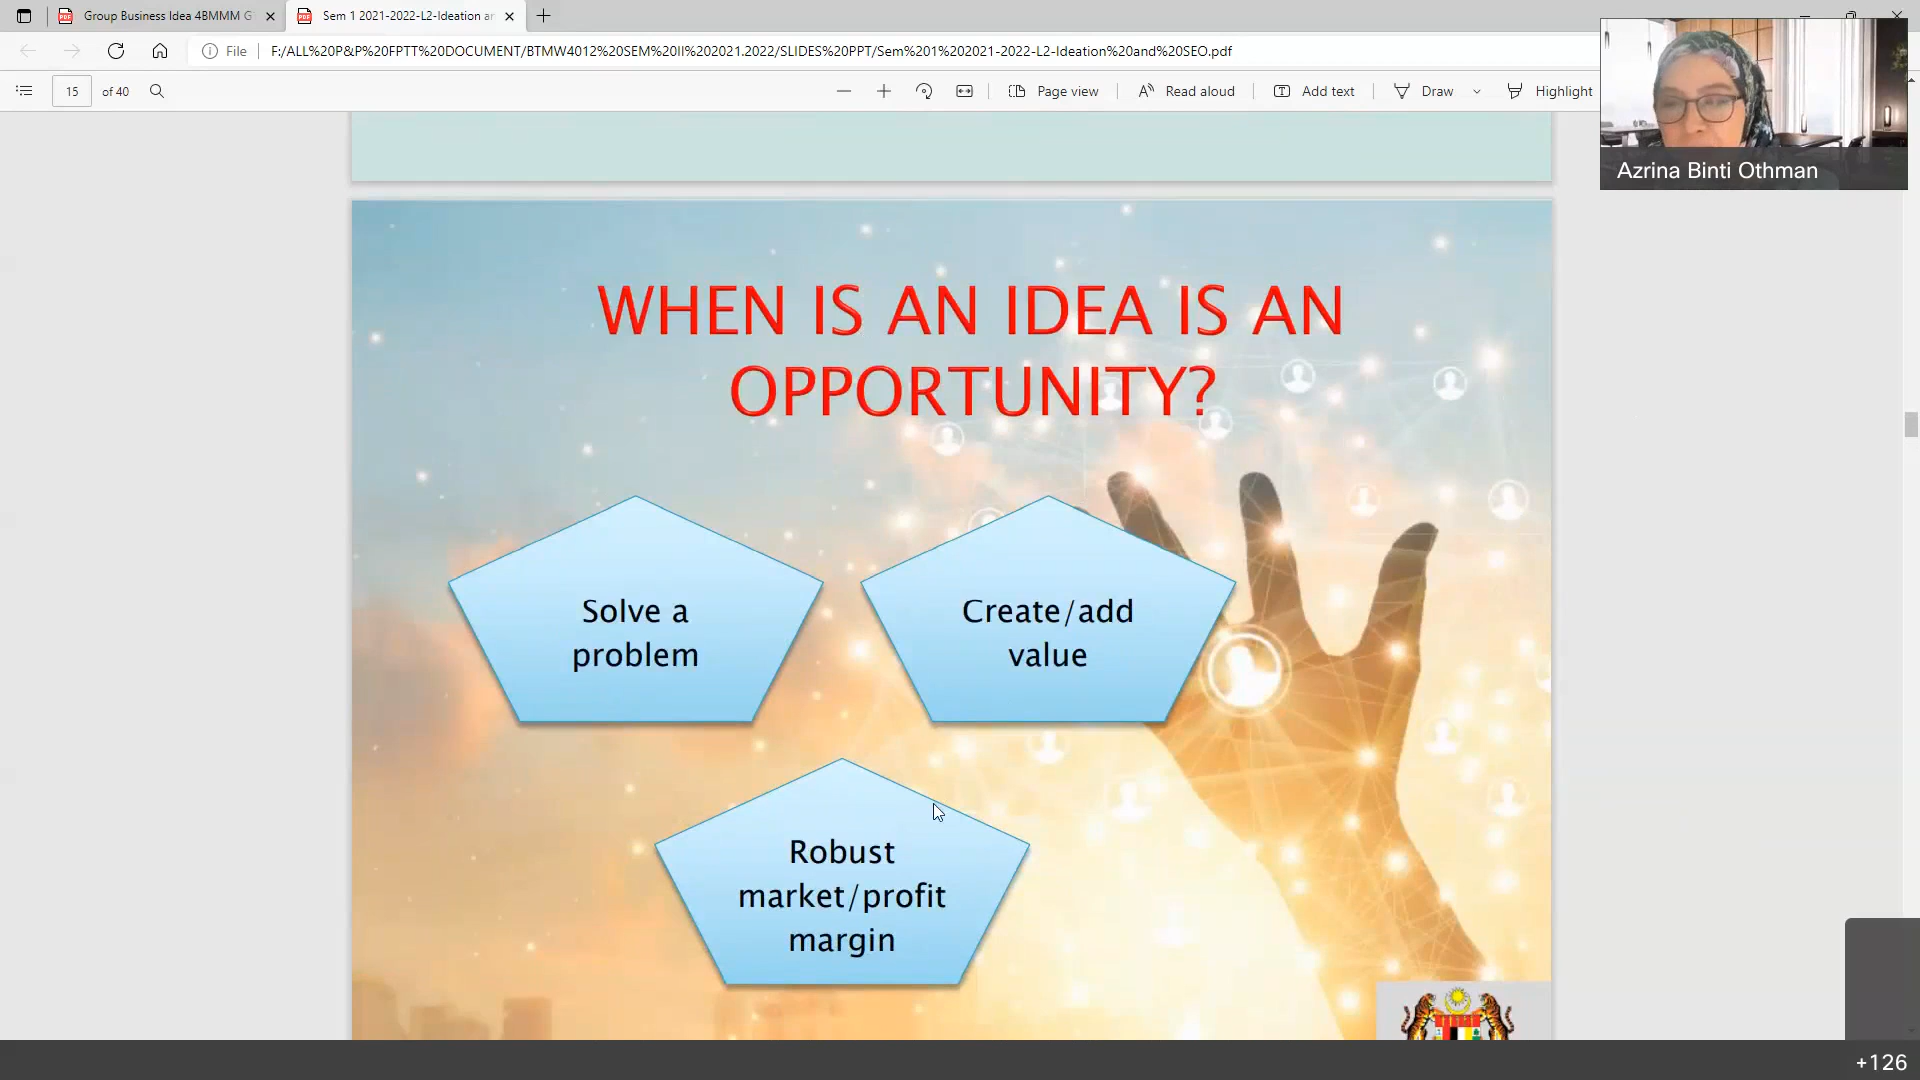 Group Business Idea 4BMMM G
Sem 1 2021-2022-L2-Ideation an
File
F:/ALL%20P&P%20FPTT%20DOCUMENT/BTMW4012%20SEM%20II%202021.2022/SLIDES%20PPT/Sem%201%202021-2022-L2-Ideation%20and%20SEO.pdf
15 of 40
Page view
Read aloud
Add text
Draw
Highlight
Azrina Binti Othman
WHEN IS AN IDEA IS AN
OPPORTUNITY?
Solve a
problem
Create/add
value
Robust
market/profit
margin
+126